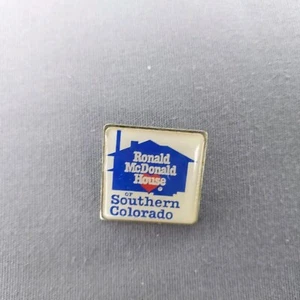 Ronald
McDonald
House
®
OF
Southern
Colorado